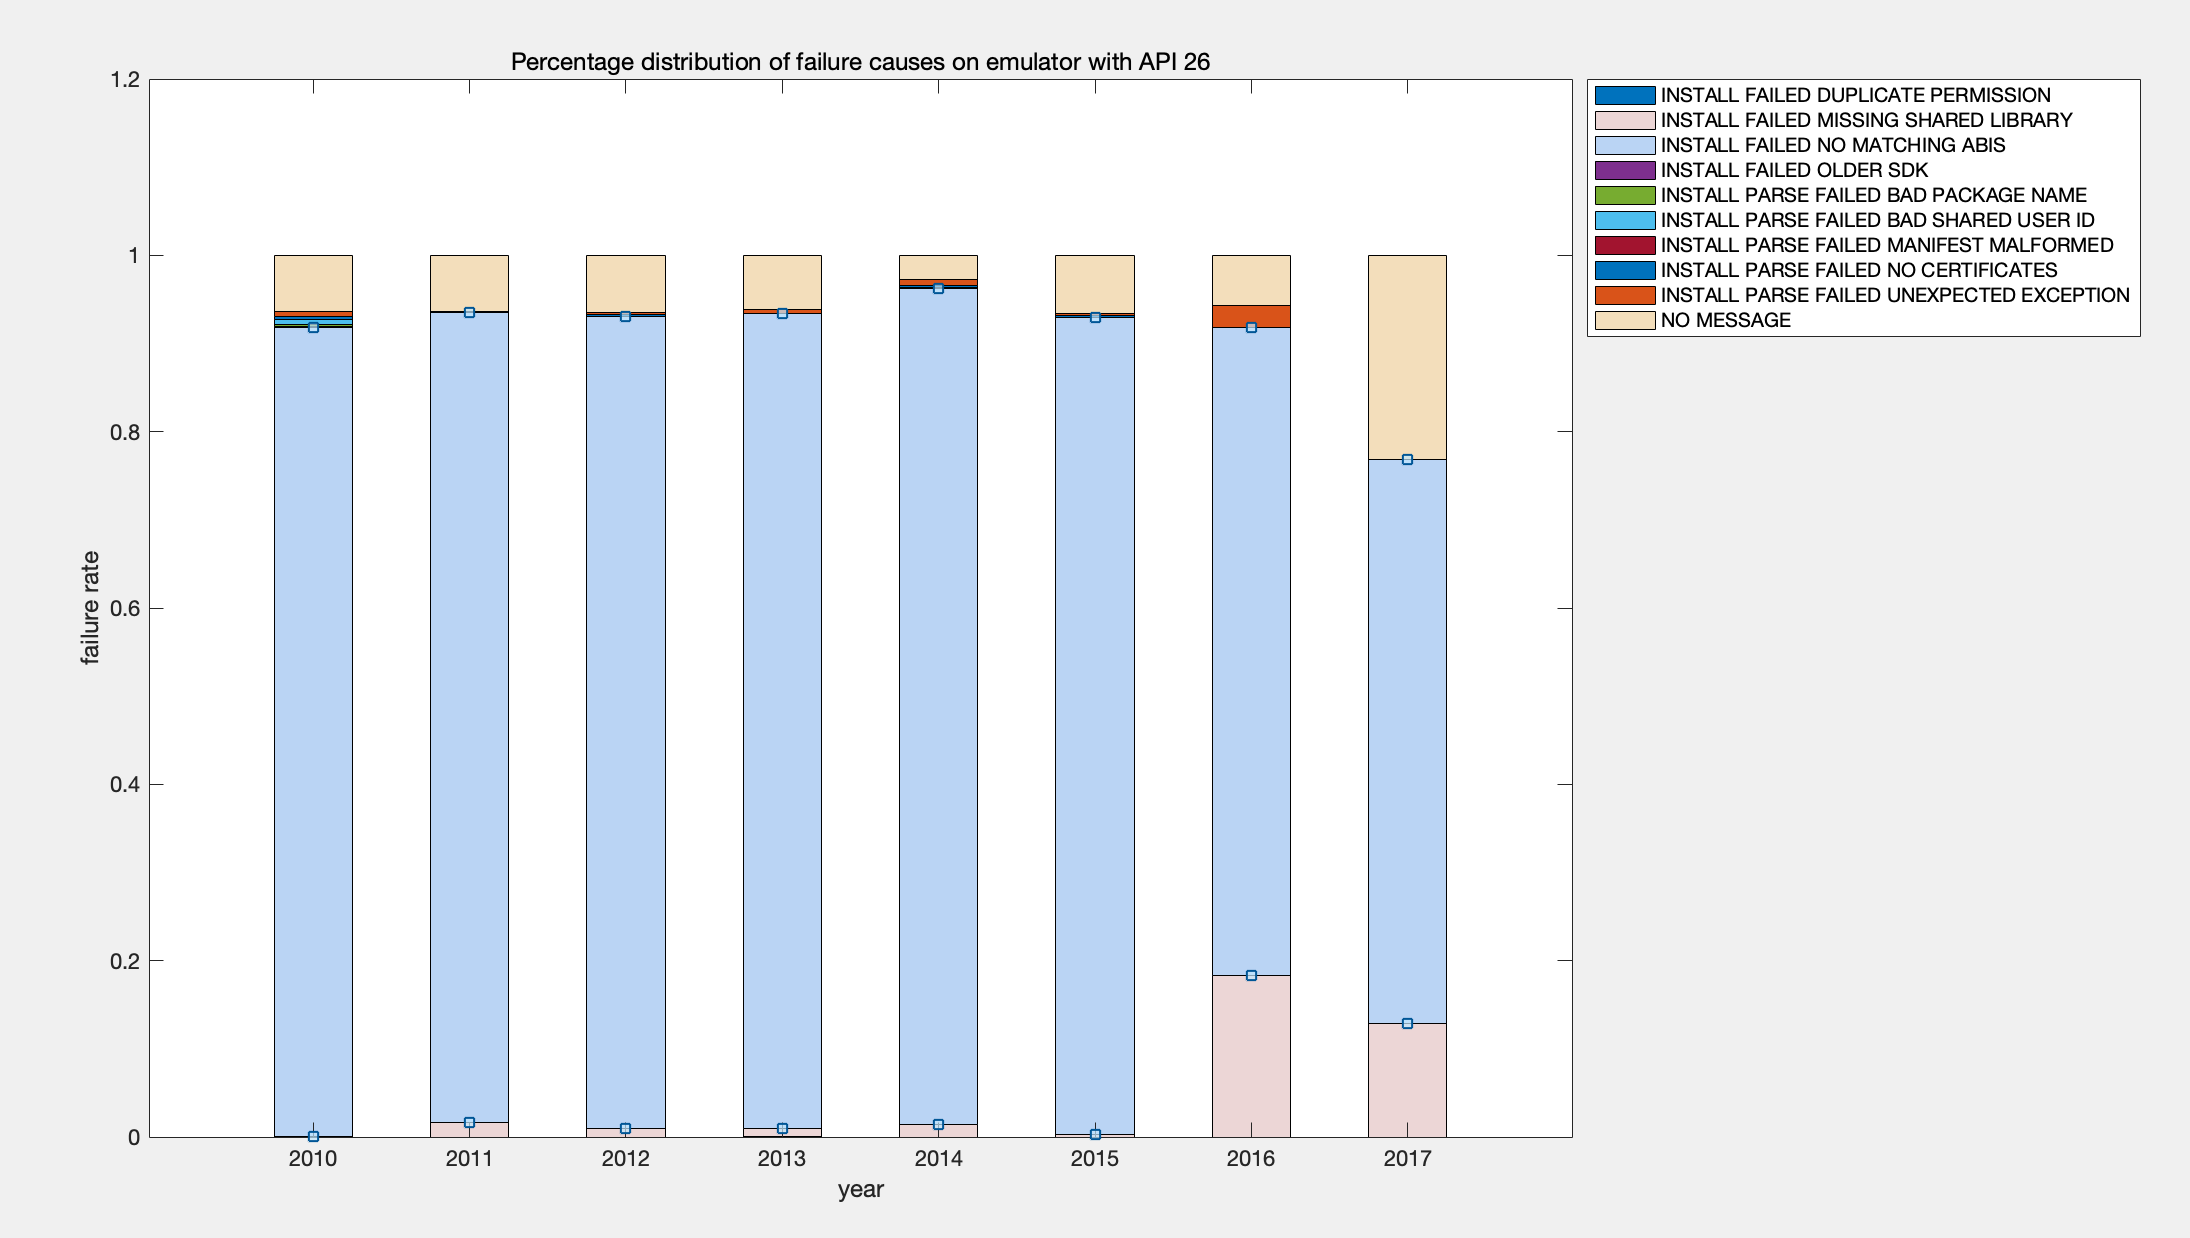 Percentage distribution of failure causes on emulator with API 26
1.2
1
0.8
0.6
0.4
0.2
0
failure rate
2010 2011 2012 2013 2014 2015 2016 2017
year
INSTALL FAILED DUPLICATE PERMISSION
INSTALL FAILED MISSING SHARED LIBRARY
INSTALL FAILED NO MATCHING ABIS
INSTALL FAILED OLDER SDK
INSTALL PARSE FAILED BAD PACKAGE NAME
INSTALL PARSE FAILED BAD SHARED USER ID
INSTALL PARSE FAILED MANIFEST MALFORMED
INSTALL PARSE FAILED NO CERTIFICATES
INSTALL PARSE FAILED UNEXPECTED EXCEPTION
NO MESSAGE